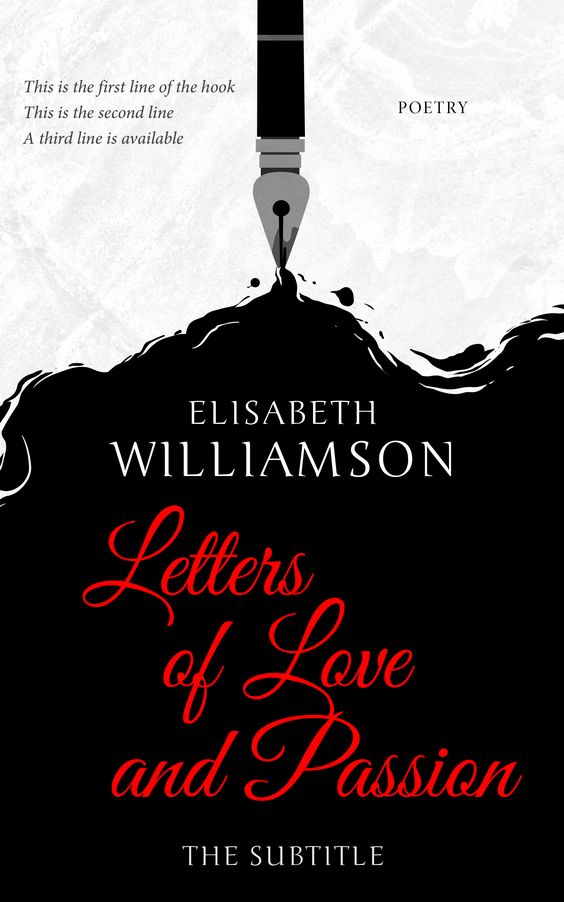 This is the first line of the hook
This is the second line
A third line is available
POETRY
ELISABETH
WILLIAMSON
Letters
of Love
and Passion
THE SUBTITLE